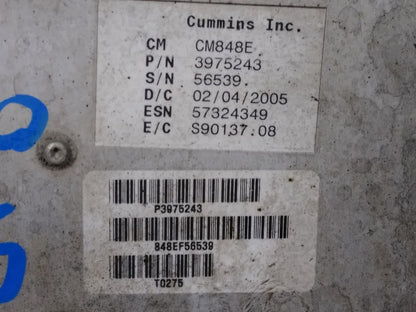 Cummins Inc.
CM CM848E
P/N 3975243
S/N 56539.
D/C 02/04/2005
ESN 57324349
E/C S90137.08
P3975243
848EF56539
T0275